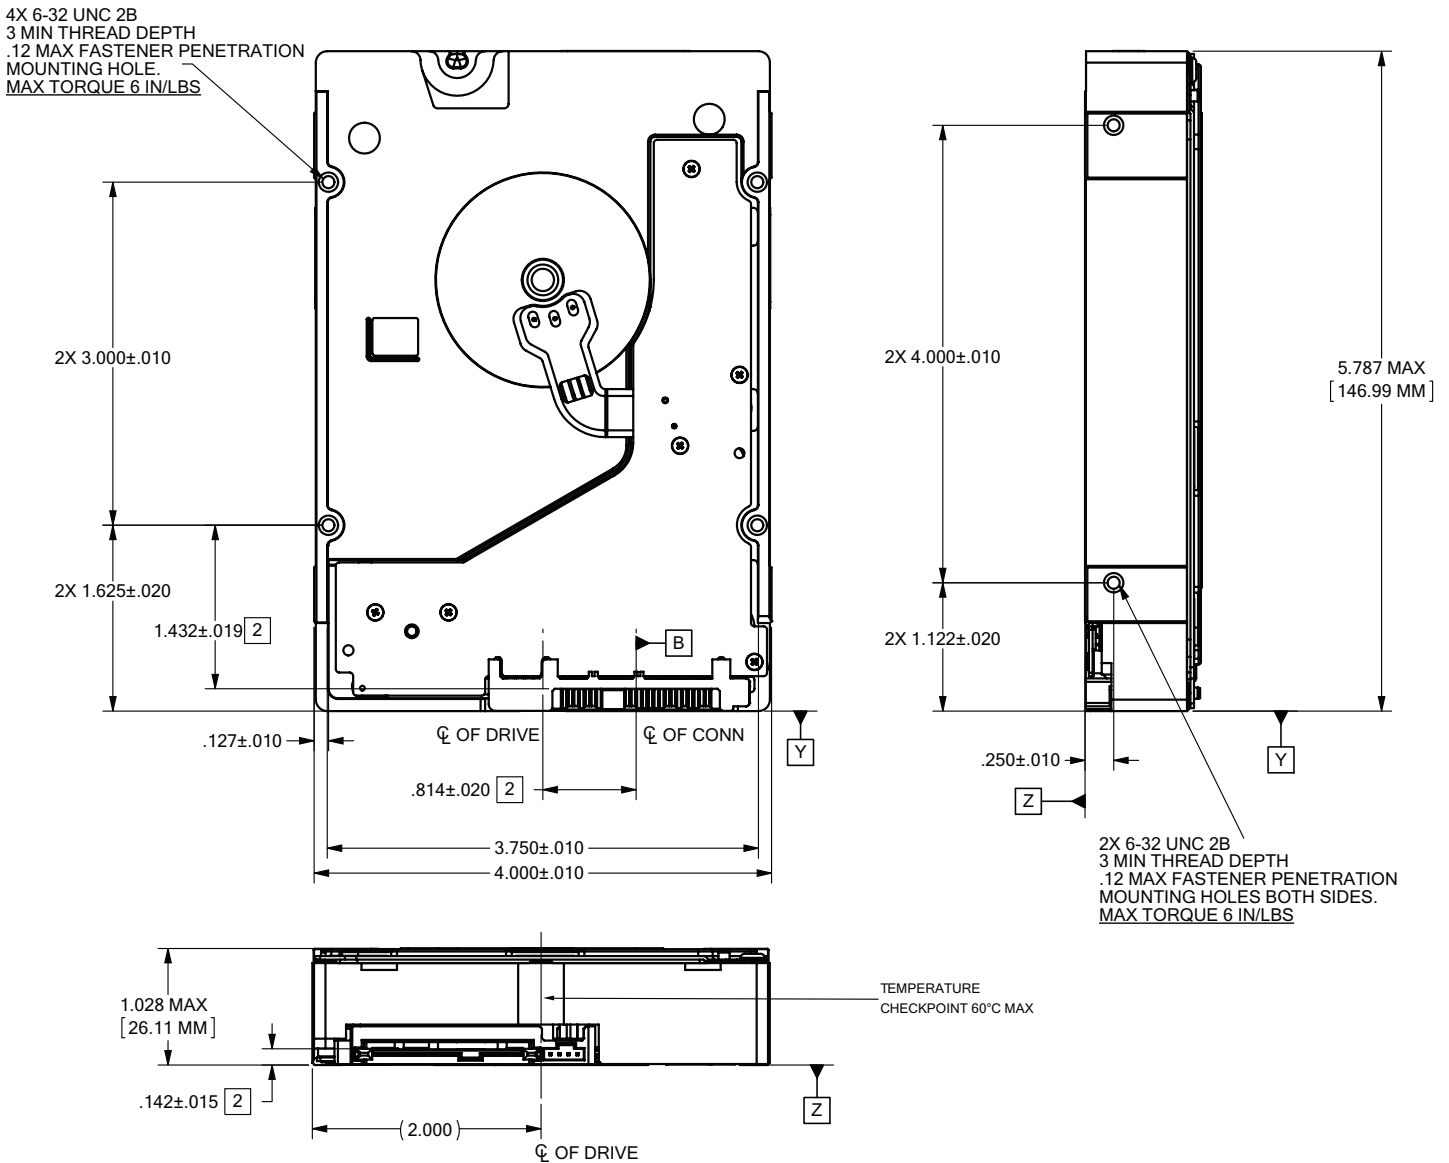 4X 6-32 UNC 2B
3 MIN THREAD DEPTH
.12 MAX FASTENER PENETRATION
MOUNTING HOLE.
MAX TORQUE 6 IN/LBS
2X 3.000±.010
2X 1.625±.020
1.432±.019 2
B
.127±.010
℄ OF DRIVE
℄ OF CONN
Y
.814±.020 2
3.750±.010
4.000±.010
2X 4.000±.010
5.787 MAX
[146.99 MM]
2X 1.122±.020
.250±.010
Y
Z
2X 6-32 UNC 2B
3 MIN THREAD DEPTH
.12 MAX FASTENER PENETRATION
MOUNTING HOLES BOTH SIDES.
MAX TORQUE 6 IN/LBS
1.028 MAX
[26.11 MM]
TEMPERATURE
CHECKPOINT 60°C MAX
.142±.015 2
Z
(2.000)
℄ OF DRIVE